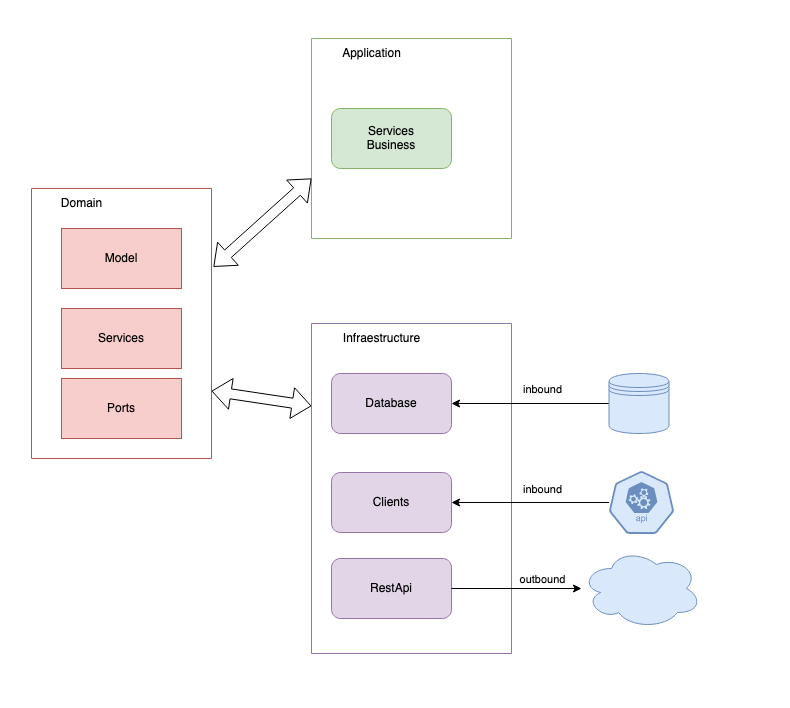 Application
Services
Business
Domain
Model
Services
Ports
Infraestructure
Database
inbound
Clients
inbound
api
RestApi
outbound